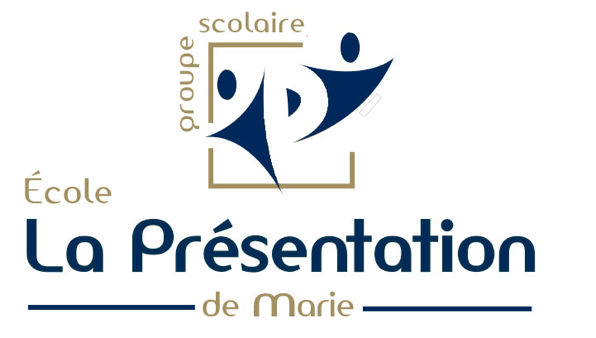 groupe
scolaire
École
La Présentation
de Marie